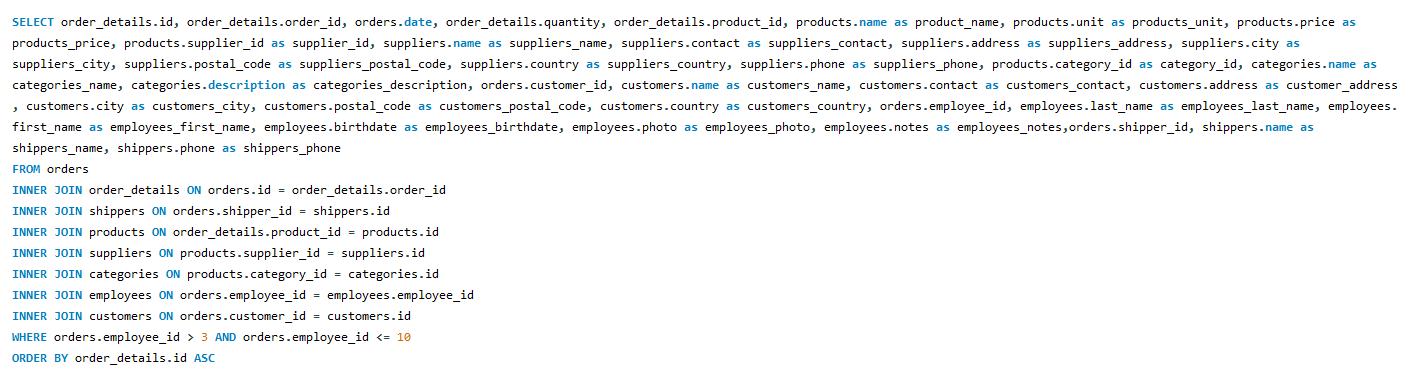 SELECT order_details.id, order_details.order_id, orders.date, order_details.quantity, order_details.product_id, products.name as product_name, products.unit as products_unit, products.price as
products_price, products.supplier_id as supplier_id, suppliers.name as suppliers_name, suppliers.contact as suppliers_contact, suppliers.address as suppliers_address, suppliers.city as
suppliers_city, suppliers.postal_code as suppliers_postal_code, suppliers.country as suppliers_country, suppliers.phone as suppliers_phone, products.category_id as category_id, categories.name as
categories_name, categories.description as categories_description, orders.customer_id, customers.name as customers_name, customers.contact as customers_contact, customers.address as customer_address
, customers.city as customers_city, customers.postal_code as customers_postal_code, customers.country as customers_country, orders.employee_id, employees.last_name as employees_last_name, employees.
first_name as employees_first_name, employees.birthdate as employees_birthdate, employees.photo as employees_photo, employees.notes as employees_notes,orders.shipper_id, shippers.name as
shippers_name, shippers.phone as shippers_phone
FROM orders
INNER JOIN order_details ON orders.id = order_details.order_id
INNER JOIN shippers ON orders.shipper_id = shippers.id
INNER JOIN products ON order_details.product_id = products.id
INNER JOIN suppliers ON products.supplier_id = suppliers.id
INNER JOIN categories ON products.category_id = categories.id
INNER JOIN employees ON orders.employee_id = employees.employee_id
INNER JOIN customers ON orders.customer_id = customers.id
WHERE orders.employee_id > 3 AND orders.employee_id <= 10
ORDER BY order_details.id ASC